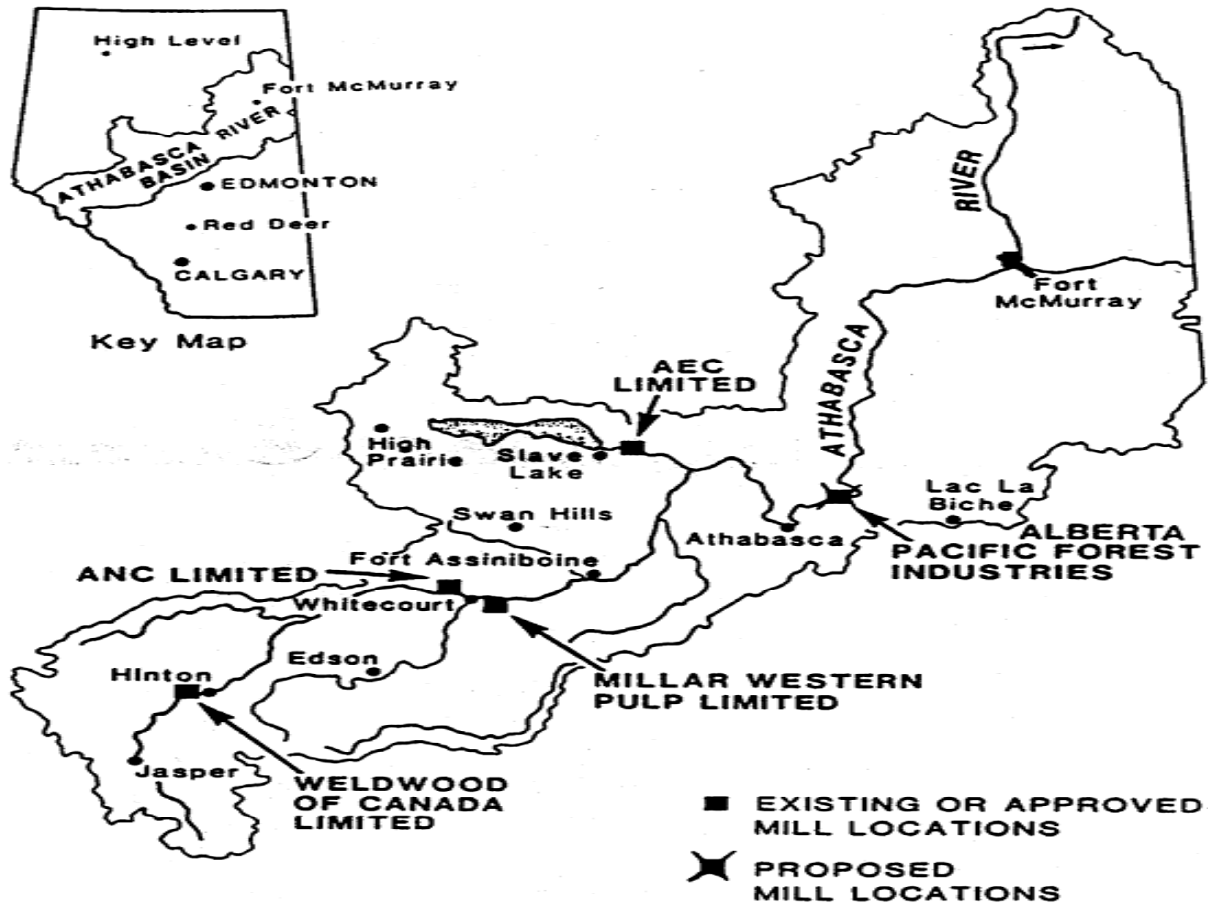 High Level
Fort McMurray
ATHABASCA RIVER
BASIN
EDMONTON
Red Deer
CALGARY
Key Map
RIVER
Fort
McMurray
ATHABASCA
AEC
LIMITED
High
Prairie
Slave
Lake
Swan Hills
Lac La
Biche
Athabasca
ALBERTA
PACIFIC FOREST
INDUSTRIES
Fort Assiniboine
ANC LIMITED
Whitecourt
Edson
Hinton
MILLAR WESTERN
PULP LIMITED
Jasper
WELDWOOD
OF CANADA
LIMITED
EXISTING OR APPROVED
MILL LOCATIONS
PROPOSED
MILL LOCATIONS